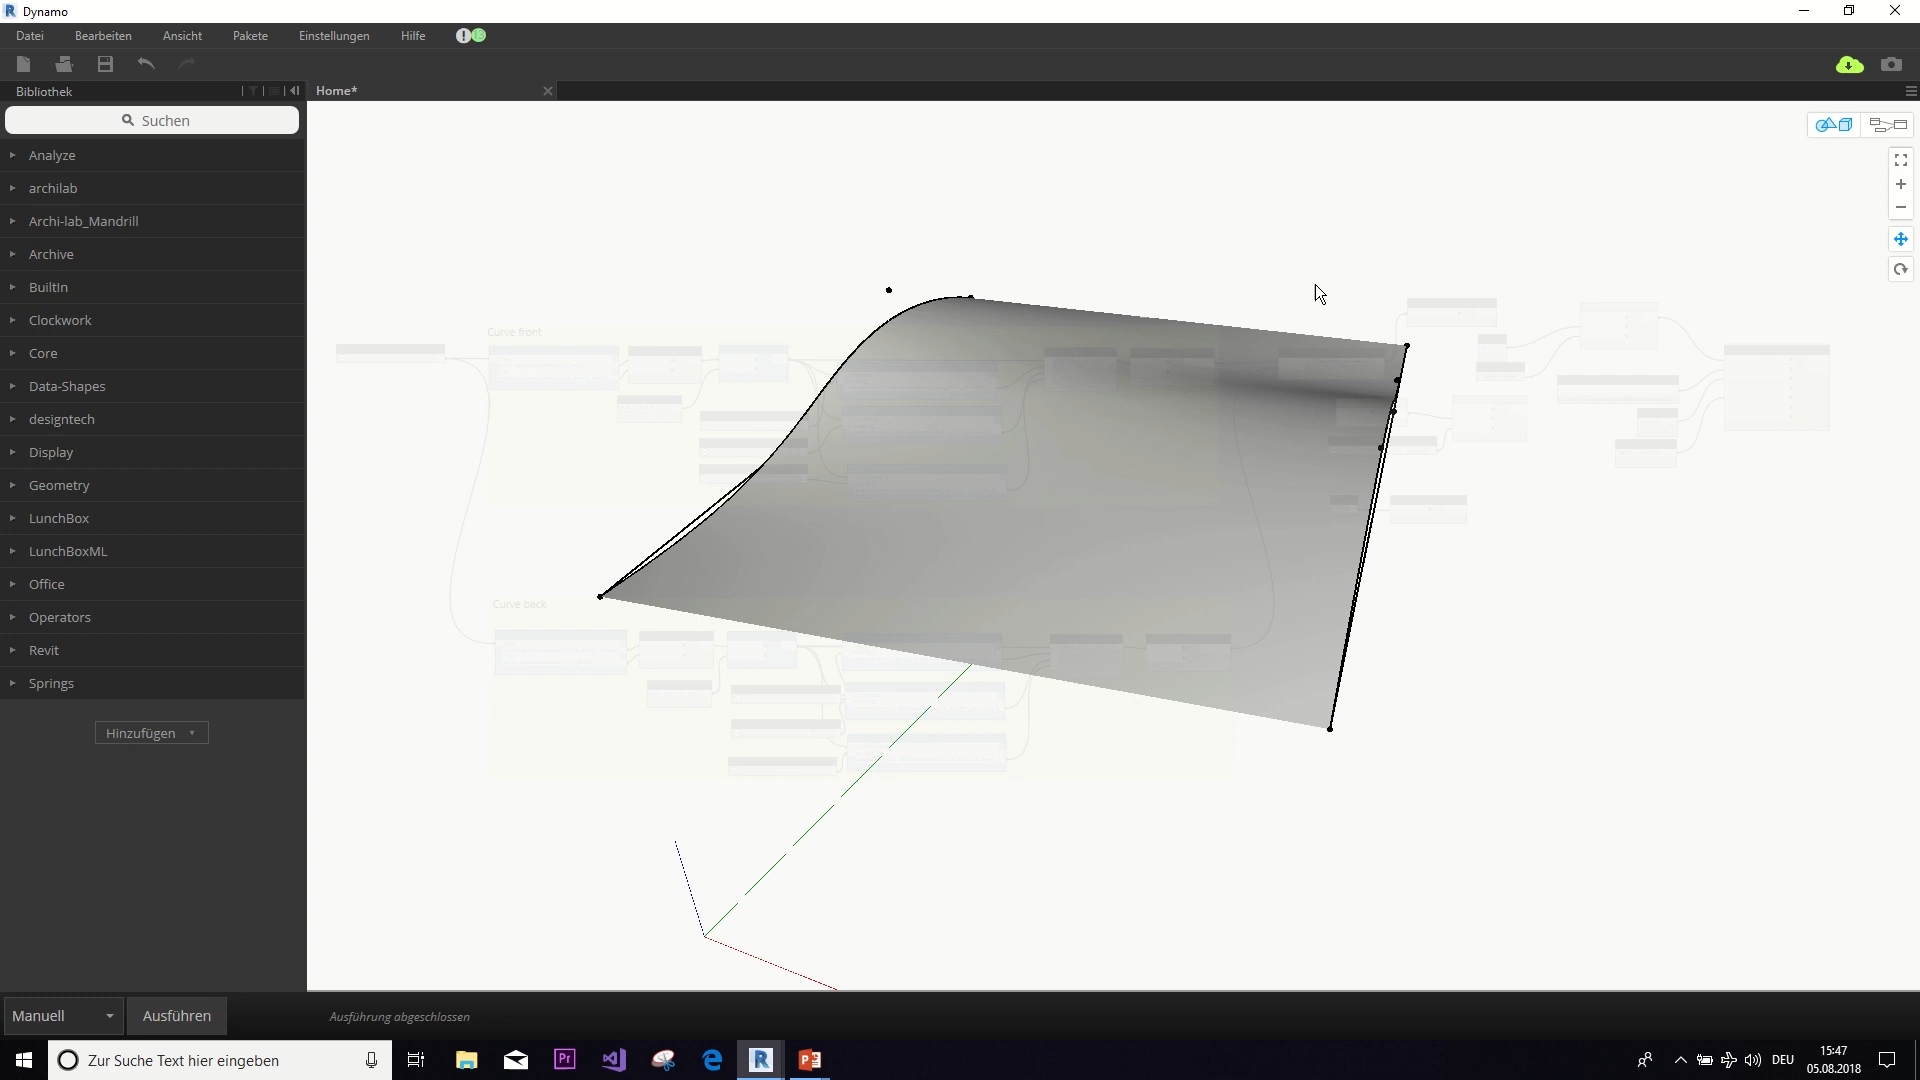 Dynamo
Datei Bearbeiten Ansicht Pakete Einstellungen Hilfe
Bibliothek
Home*
Suchen
Analyze
archilab
Archi-lab_Mandrill
Archive
BuiltIn
Clockwork
Core
Data-Shapes
designtech
Display
Geometry
LunchBox
LunchBoxML
Office
Operators
Revit
Springs
Hinzufügen
Curve front
Curve back
Manuell
Ausführen
Ausführung abgeschlossen
Zur Suche Text hier eingeben
DEU
15:47
05.08.2018